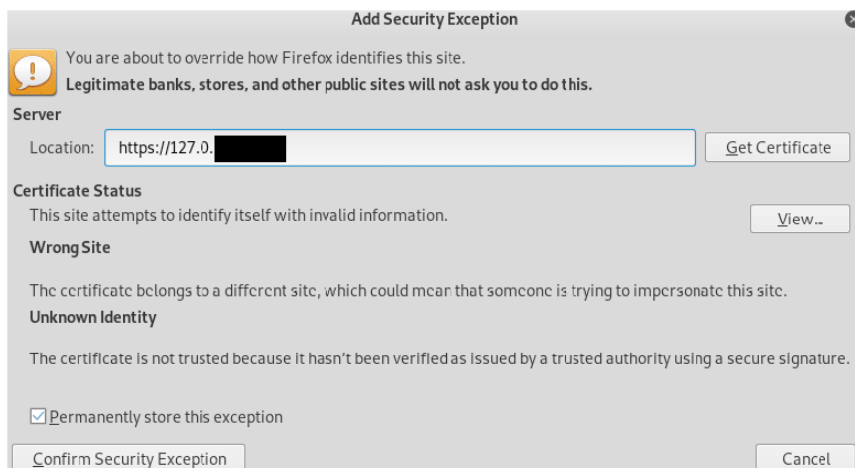 Add Security Exception
You are about to override how Firefox identifies this site.
Legitimate banks, stores, and other public sites will not ask you to do this.
Server
Location: https://127.0. Get Certificate
Certificate Status
This site attempts to identify itself with invalid information. View...
Wrong Site
The certificate belongs to a different site, which could mean that someone is trying to impersonate this site.
Unknown Identity
The certificate is not trusted because it hasn't been verified as issued by a trusted authority using a secure signature.
Permanently store this exception
Confirm Security Exception Cancel